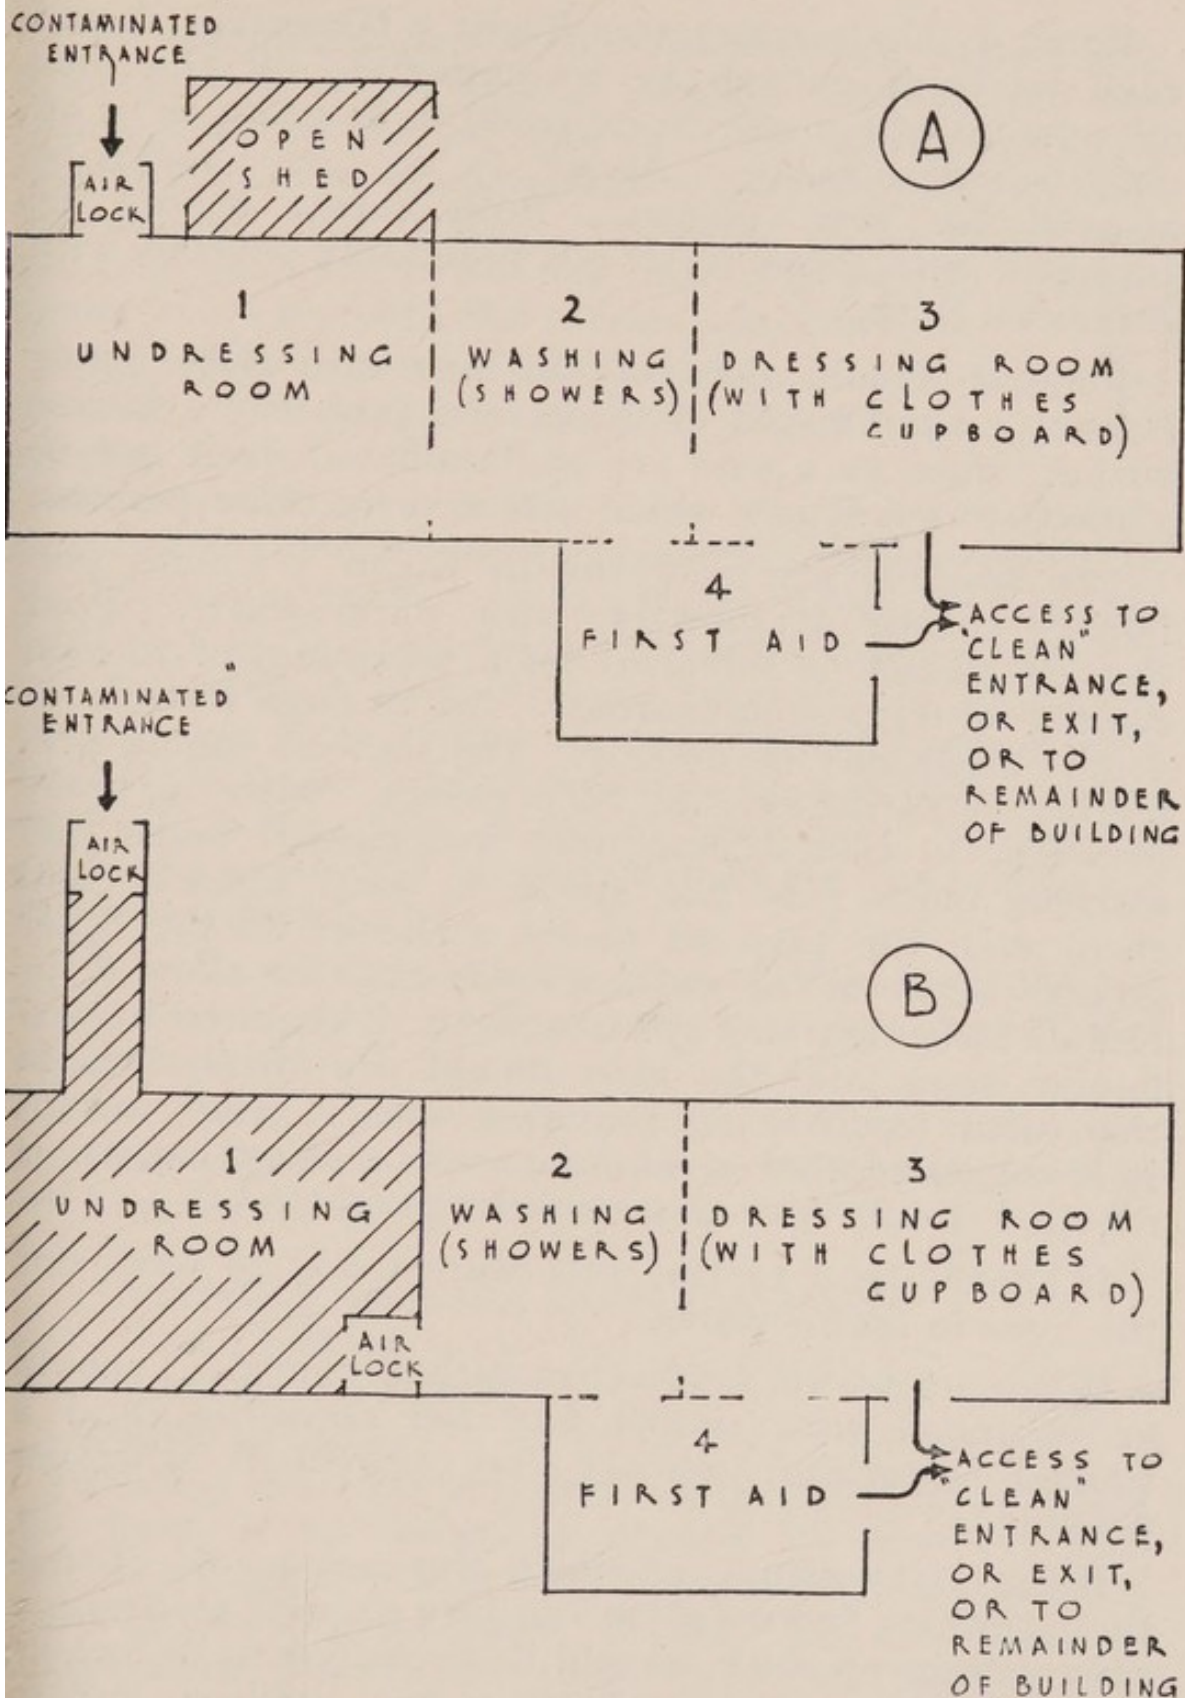 CONTAMINATED
ENTRANCE
AIR
LOCK
OPEN
SHED
A
1
UNDRESSING
ROOM
2
WASHING
(SHOWERS)
3
DRESSING ROOM
(WITH CLOTHES
CUPBOARD)
4
FIRST AID
ACCESS TO
"CLEAN"
ENTRANCE,
OR EXIT,
OR TO
REMAINDER
OF BUILDING
CONTAMINATED"
ENTRANCE
AIR
LOCK
B
1
UNDRESSING
ROOM
AIR
LOCK
2
WASHING
(SHOWERS)
3
DRESSING ROOM
(WITH CLOTHES
CUPBOARD)
4
FIRST AID
ACCESS TO
"CLEAN"
ENTRANCE,
OR EXIT,
OR TO
REMAINDER
OF BUILDING